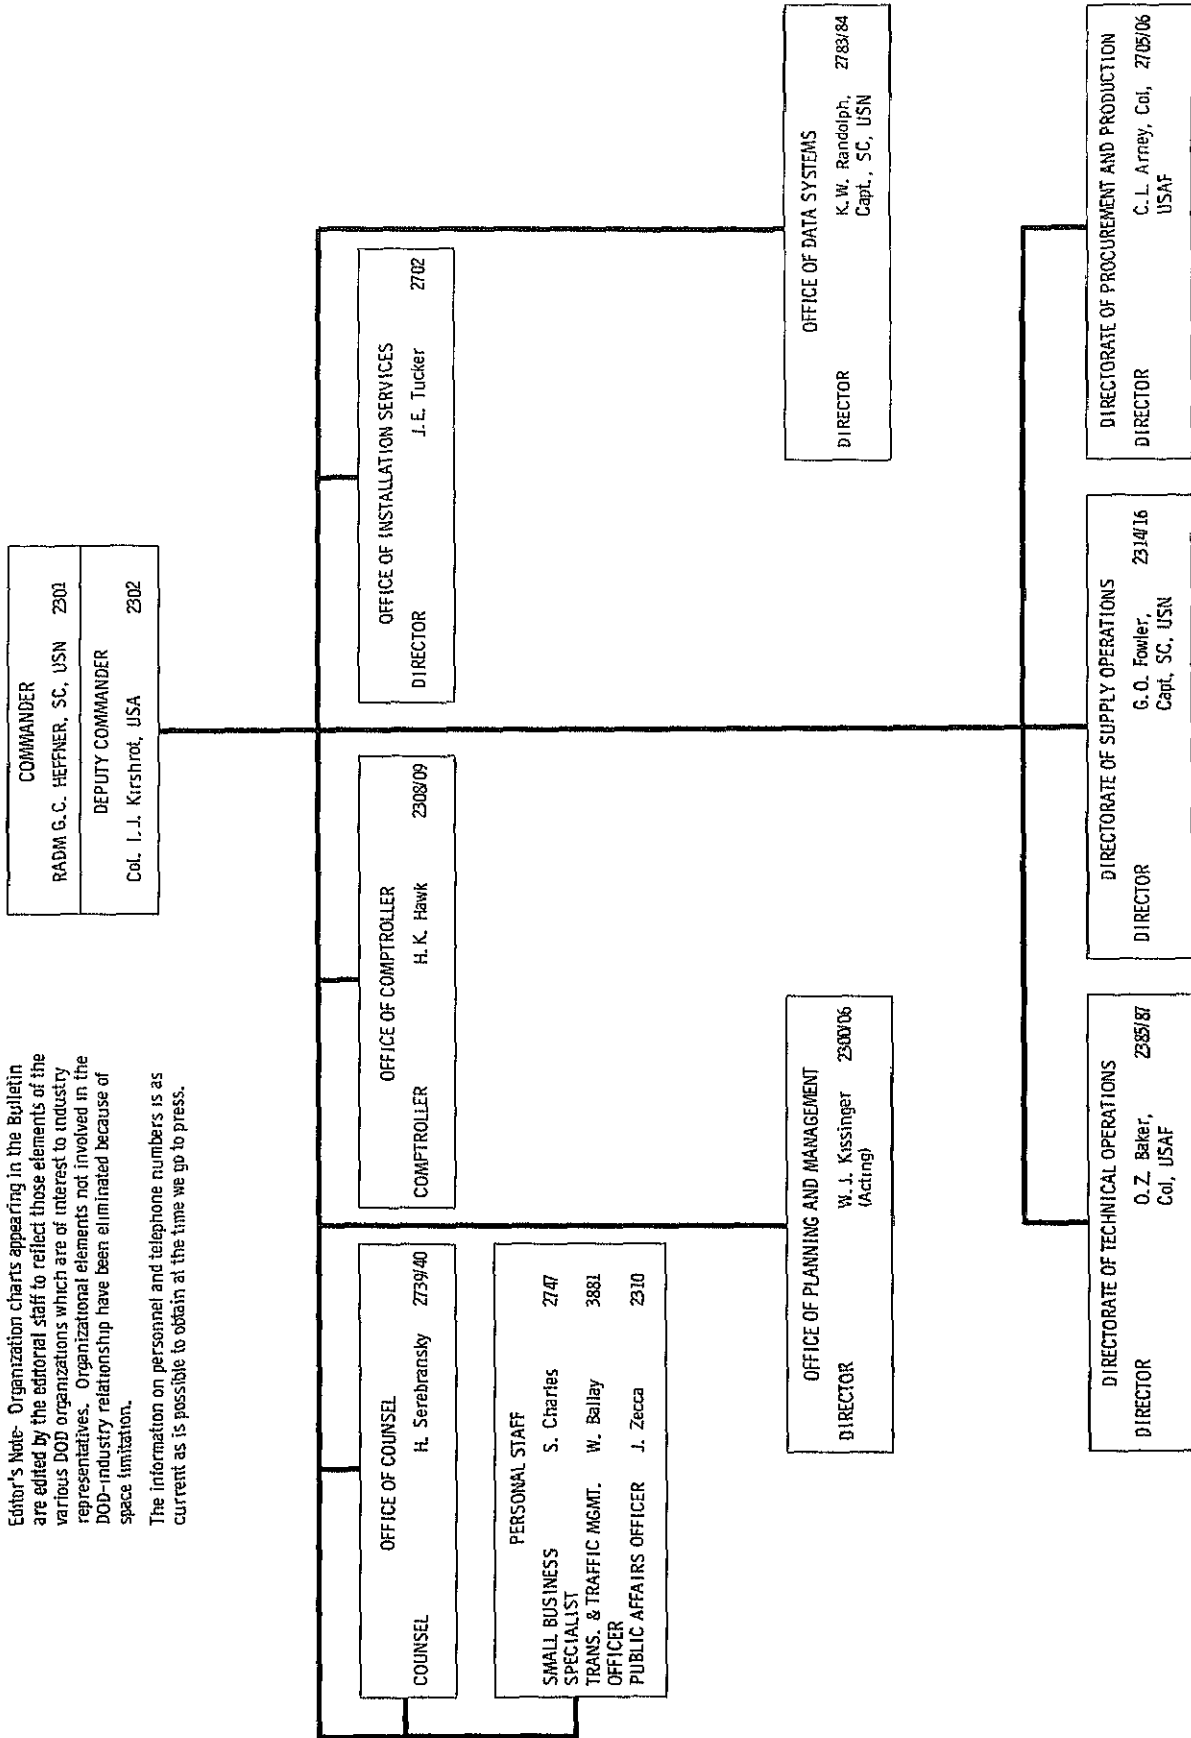 Editor's Note- Organization charts appearing in the Bulletin
are edited by the editorial staff to reflect those elements of the
various DOD organizations which are of interest to industry
representatives. Organizational elements not involved in the
DOD-industry relationship have been eliminated because of
space limitation.
The information on personnel and telephone numbers is as
current as is possible to obtain at the time we go to press.
COMMANDER
RADM G.C. HEFFNER, SC, USN 2301
DEPUTY COMMANDER
Col. I.J. Kirshrot, USA 2302
OFFICE OF COUNSEL
COUNSEL H. Serebransky 2739/40
PERSONAL STAFF
SMALL BUSINESS S. Charles 2747
SPECIALIST
TRANS. & TRAFFIC MGMT. W. Ballay 3881
OFFICER
PUBLIC AFFAIRS OFFICER J. Zecca 2310
OFFICE OF COMPTROLLER
COMPTROLLER H.K. Hawk 2308/09
OFFICE OF INSTALLATION SERVICES
DIRECTOR J.E. Tucker 2702
OFFICE OF PLANNING AND MANAGEMENT
DIRECTOR W.J. Kissinger 2300/06
(Acting)
OFFICE OF DATA SYSTEMS
DIRECTOR K.W. Randolph, 2783/84
Capt., SC, USN
DIRECTORATE OF TECHNICAL OPERATIONS
DIRECTOR O.Z. Baker, 2385/87
Col, USAF
DIRECTORATE OF SUPPLY OPERATIONS
DIRECTOR G.O. Fowler, 2314/16
Capt, SC, USN
DIRECTORATE OF PROCUREMENT AND PRODUCTION
DIRECTOR C.L. Arney, Col, 2705/06
USAF